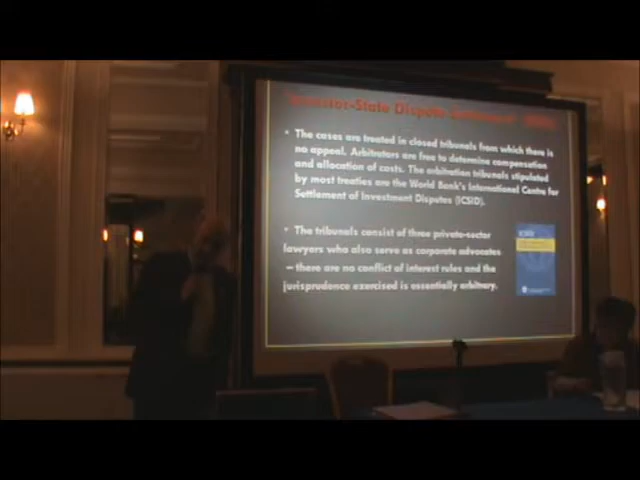 "Investor-State Dispute Settlement"
• The cases are treated in closed tribunals from which there is
no appeal. Arbitrators are free to determine compensation
and allocation of costs. The arbitration tribunals stipulated
by most treaties are the World Bank's International Centre for
Settlement of Investment Disputes (ICSID).
• The tribunals consist of three private-sector
lawyers who also serve as corporate advocates
– there are no conflict of interest rules and the
jurisprudence exercised is essentially arbitrary.
ICSID